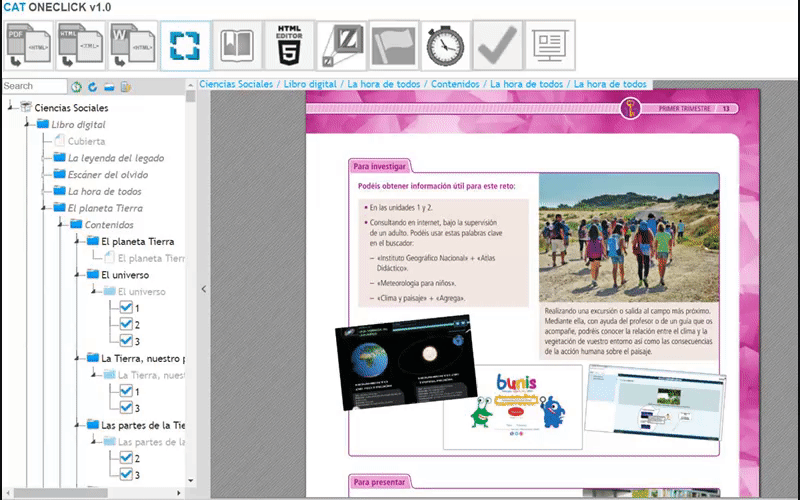 CAT ONECLICK v1.0
PDF
<HTML>
HTML
<HTML>
W
<HTML>
HTML
EDITOR
5
Search
Ciencias Sociales / Libro digital / La hora de todos / Contenidos / La hora de todos / La hora de todos
Ciencias Sociales
Libro digital
Cubierta
La leyenda del legado
Escáner del olvido
La hora de todos
El planeta Tierra
Contenidos
El planeta Tierra
El planeta Tierr
El universo
El universo
1
2
3
La Tierra, nuestro p
La Tierra, nuest
1
3
Las partes de la Tie
Las partes de la
2
3
PRIMER TRIMESTRE 13
Para investigar
Podéis obtener información útil para este reto:
• En las unidades 1 y 2.
• Consultando en internet, bajo la supervisión
de un adulto. Podéis usar estas palabras clave
en el buscador:
– «Instituto Geográfico Nacional» + «Atlas
Didáctico».
– «Meteorología para niños».
– «Clima y paisaje» + «Agrega».
Realizando una excursión o salida al campo más próximo.
Mediante ella, con ayuda del profesor o de un guía que os
acompañe, podréis conocer la relación entre el clima y la
vegetación de vuestro entorno así como las consecuencias
de la acción humana sobre el paisaje.
bunis
Para presentar